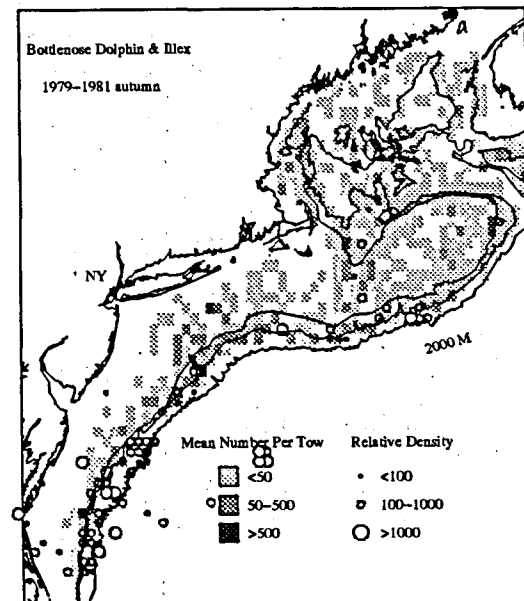 Bottlenose Dolphin & Illex
1979-1981 autumn
NY
2000 M
Mean Number Per Tow
Relative Density
<50
<100
50-500
100-1000
>500
>1000